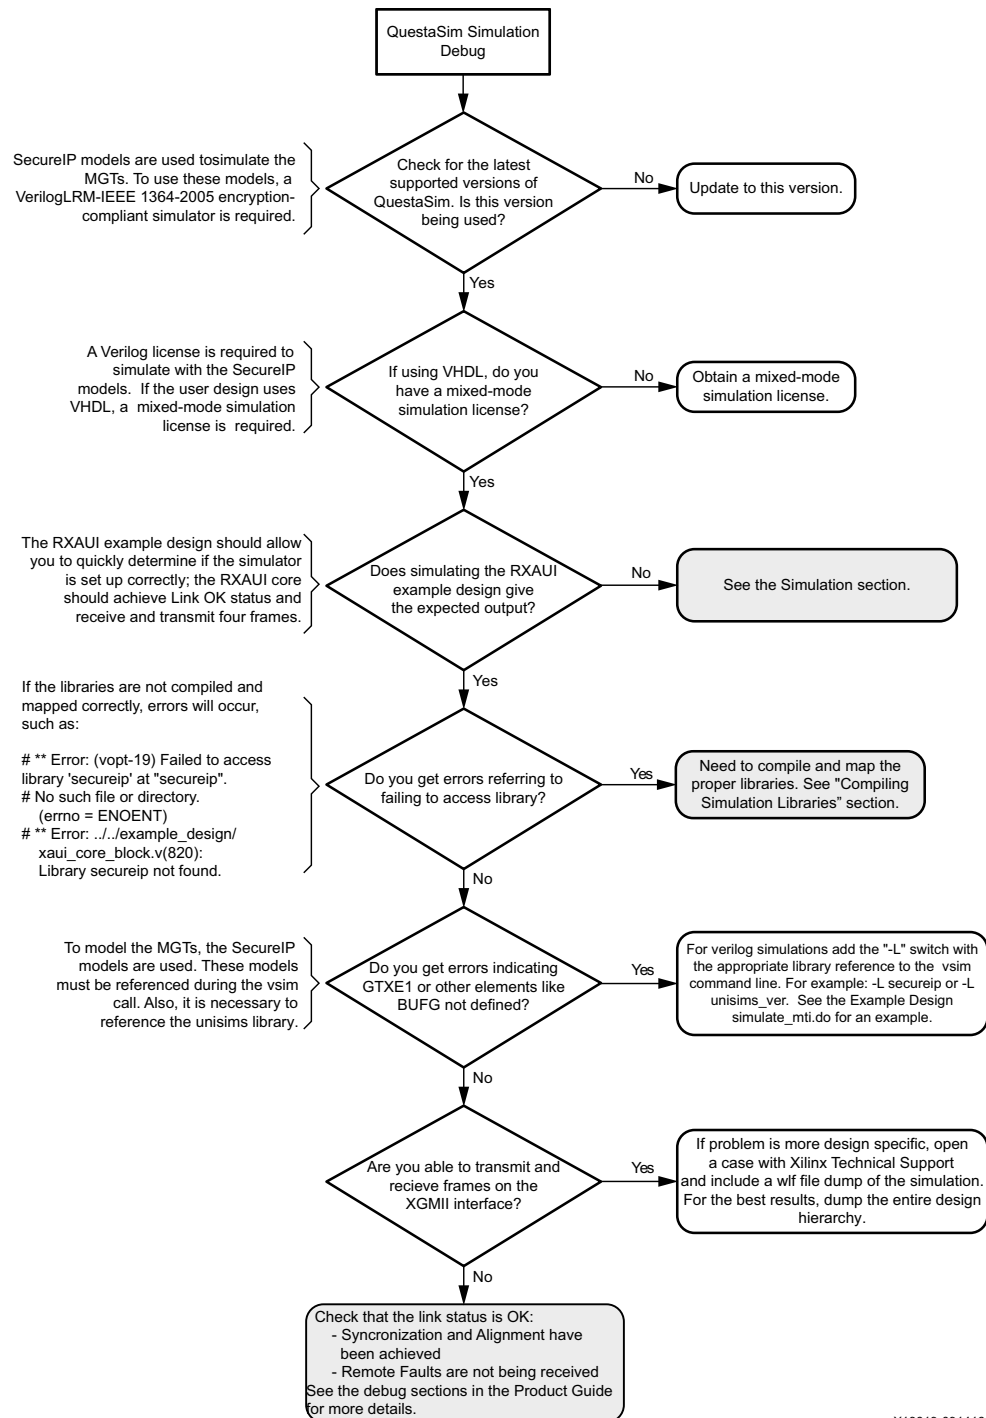 QuestaSim Simulation
Debug
SecureIP models are used tosimulate the
MGTs. To use these models, a
VerilogLRM-IEEE 1364-2005 encryption-
compliant simulator is required.
Check for the latest
supported versions of
QuestaSim. Is this version
being used?
No
Update to this version.
Yes
A Verilog license is required to
simulate with the SecureIP
models. If the user design uses
VHDL, a mixed-mode simulation
license is required.
If using VHDL, do you
have a mixed-mode
simulation license?
No
Obtain a mixed-mode
simulation license.
Yes
The RXAUI example design should allow
you to quickly determine if the simulator
is set up correctly; the RXAUI core
should achieve Link OK status and
receive and transmit four frames.
Does simulating the RXAUI
example design give
the expected output?
No
See the Simulation section.
Yes
If the libraries are not compiled and
mapped correctly, errors will occur,
such as:
# ** Error: (vopt-19) Failed to access
library 'secureip' at "secureip".
# No such file or directory.
(errno = ENOENT)
# ** Error: ../../example_design/
xaui_core_block.v(820):
Library secureip not found.
Do you get errors referring to
failing to access library?
Yes
Need to compile and map the
proper libraries. See "Compiling
Simulation Libraries” section.
No
To model the MGTs, the SecureIP
models are used. These models
must be referenced during the vsim
call. Also, it is necessary to
reference the unisims library.
Do you get errors indicating
GTXE1 or other elements like
BUFG not defined?
Yes
For verilog simulations add the "-L" switch with
the appropriate library reference to the vsim
command line. For example: -L secureip or -L
unisims_ver. See the Example Design
simulate_mti.do for an example.
No
Are you able to transmit and
recieve frames on the
XGMII interface?
Yes
If problem is more design specific, open
a case with Xilinx Technical Support
and include a wlf file dump of the simulation.
For the best results, dump the entire design
hierarchy.
No
Check that the link status is OK:
- Syncronization and Alignment have
been achieved
- Remote Faults are not being received
See the debug sections in the Product Guide
for more details.